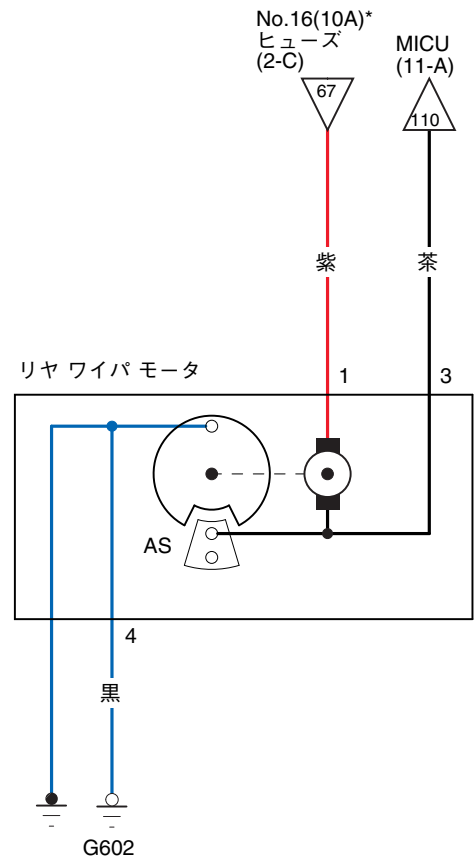 No.16(10A)*
ヒューズ
(2-C)
MICU
(11-A)
67
110
紫
茶
リヤ ワイパ モータ
1
3
AS
4
黒
G602